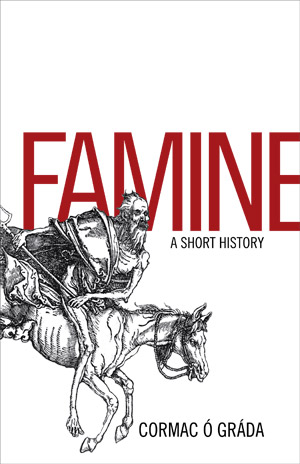 FAMINE
A SHORT HISTORY
CORMAC Ó GRÁDA